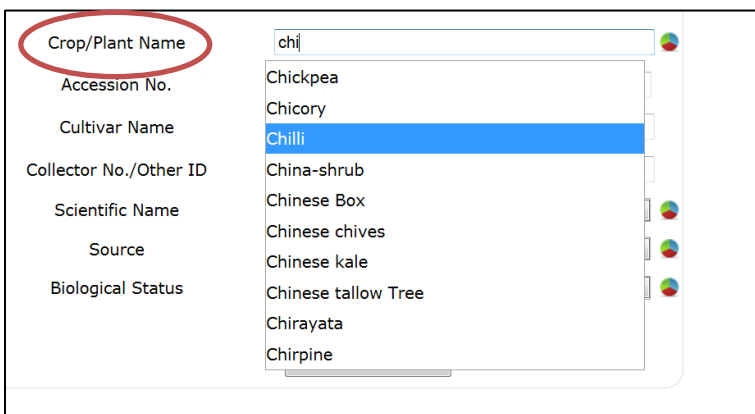 Crop/Plant Name chi
Accession No. Chickpea
Chicory
Cultivar Name Chilli
Collector No./Other ID China-shrub
Scientific Name Chinese Box
Chinese chives
Source Chinese kale
Biological Status Chinese tallow Tree
Chirayata
Chirpine